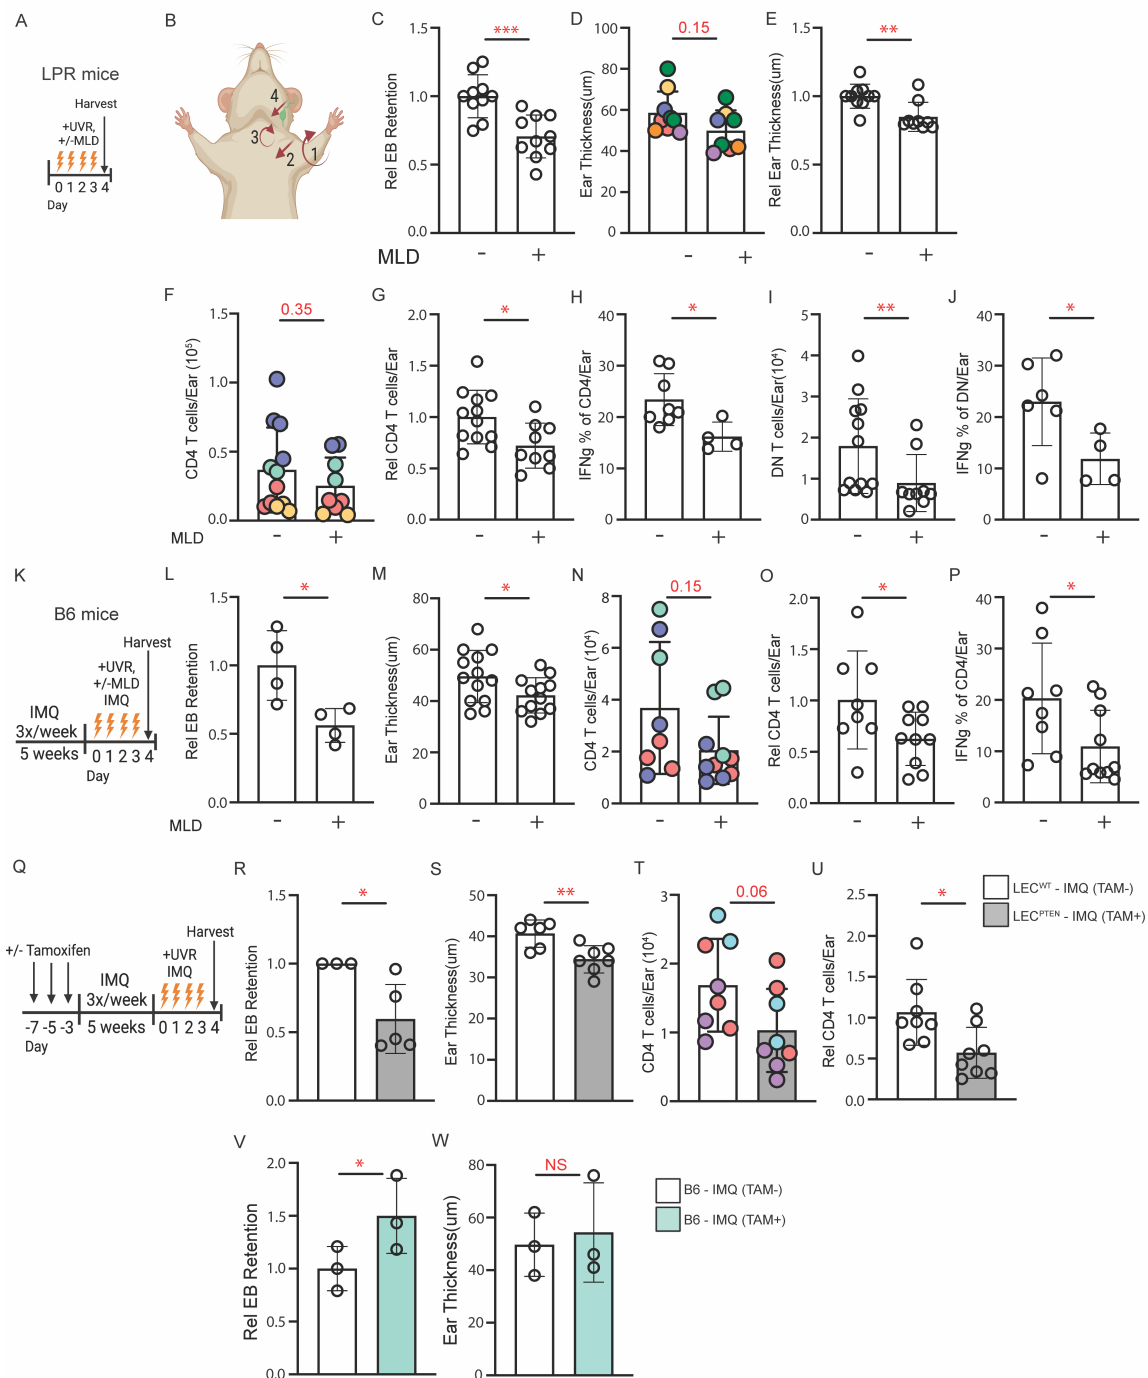 A
LPR mice
Harvest
+UVR,
+/-MLD
0 1 2 3 4
Day
B
4
3
2
1
C
Rel EB Retention
1.5
1.0
0.5
0.0
***
MLD
-
+
D
Ear Thickness(um)
100
80
60
40
20
0
0.15
-
+
E
Rel Ear Thickness(um)
1.5
1.0
0.5
0.0
**
-
+
F
CD4 T cells/Ear (10⁵)
1.5
1.0
0.5
0.0
0.35
MLD
-
+
G
Rel CD4 T cells/Ear
2.0
1.5
1.0
0.5
0.0
*
-
+
H
IFNg % of CD4/Ear
40
30
20
10
0
*
-
+
I
DN T cells/Ear(10⁴)
5
4
3
2
1
0
**
-
+
J
IFNg % of DN/Ear
40
30
20
10
0
*
-
+
K
B6 mice
Harvest
+UVR,
+/-MLD
IMQ
IMQ
3x/week
5 weeks
0 1 2 3 4
Day
L
Rel EB Retention
1.5
1.0
0.5
0.0
*
MLD
-
+
M
Ear Thickness(um)
80
60
40
20
0
*
-
+
N
CD4 T cells/Ear (10⁴)
8
6
4
2
0
0.15
-
+
O
Rel CD4 T cells/Ear
2.0
1.5
1.0
0.5
0.0
*
-
+
P
IFNg % of CD4/Ear
40
30
20
10
0
*
-
+
Q
+/- Tamoxifen
IMQ
3x/week
5 weeks
+UVR
IMQ
Harvest
-7 -5 -3
0 1 2 3 4
Day
R
Rel EB Retention
1.5
1.0
0.5
0.0
*
S
Ear Thickness(um)
50
40
30
20
10
0
**
T
CD4 T cells/Ear (10⁴)
3
2
1
0
0.06
U
Rel CD4 T cells/Ear
2.5
2.0
1.5
1.0
0.5
0.0
*
LECᵂᵀ - IMQ (TAM-)
LECᴾᵀᴱᴺ - IMQ (TAM+)
V
Rel EB Retention
2.0
1.5
1.0
0.5
0.0
*
W
Ear Thickness(um)
80
60
40
20
0
NS
B6 - IMQ (TAM-)
B6 - IMQ (TAM+)